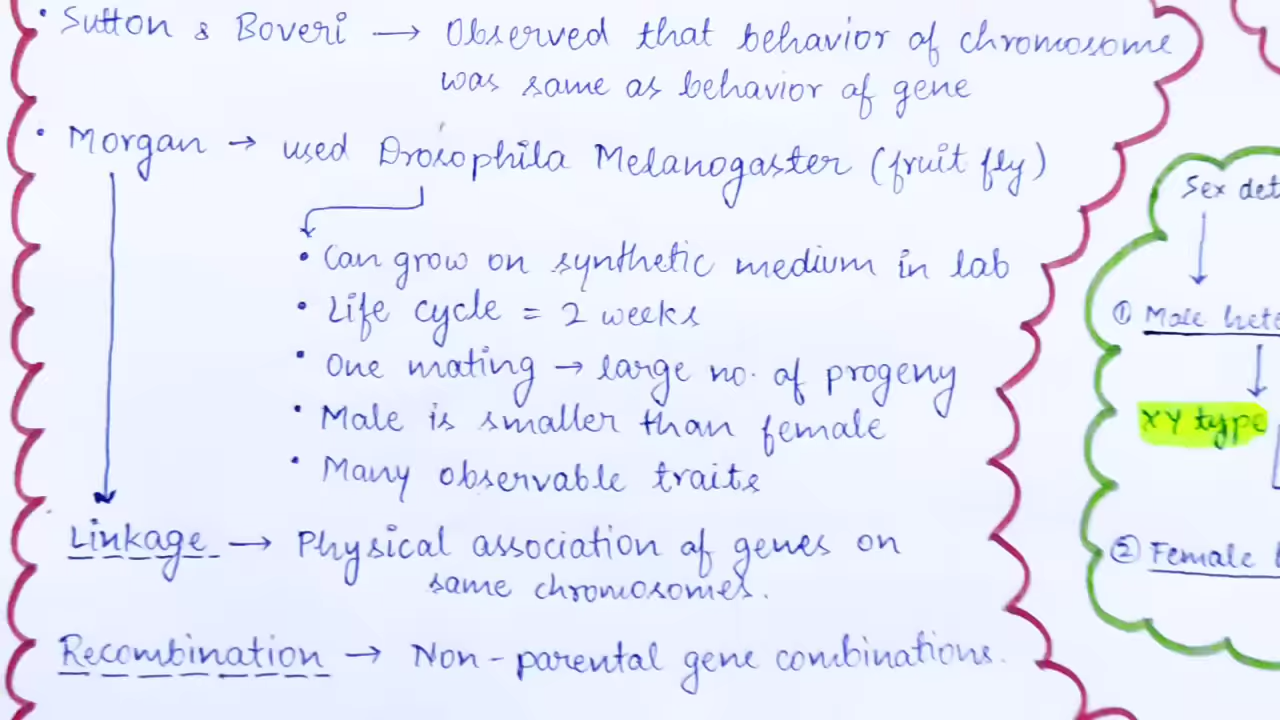 • Sutton & Boveri → Observed that behavior of chromosome
was same as behavior of gene
• Morgan → used Drosophila Melanogaster (fruit fly)
• Can grow on synthetic medium in lab
• Life cycle = 2 weeks
• One mating → large no. of progeny
• Male is smaller than female
• Many observable traits
Linkage → Physical association of genes on
same chromosomes.
Recombination → Non-parental gene combinations.
Sex det
① Male hete
XY type
② Female